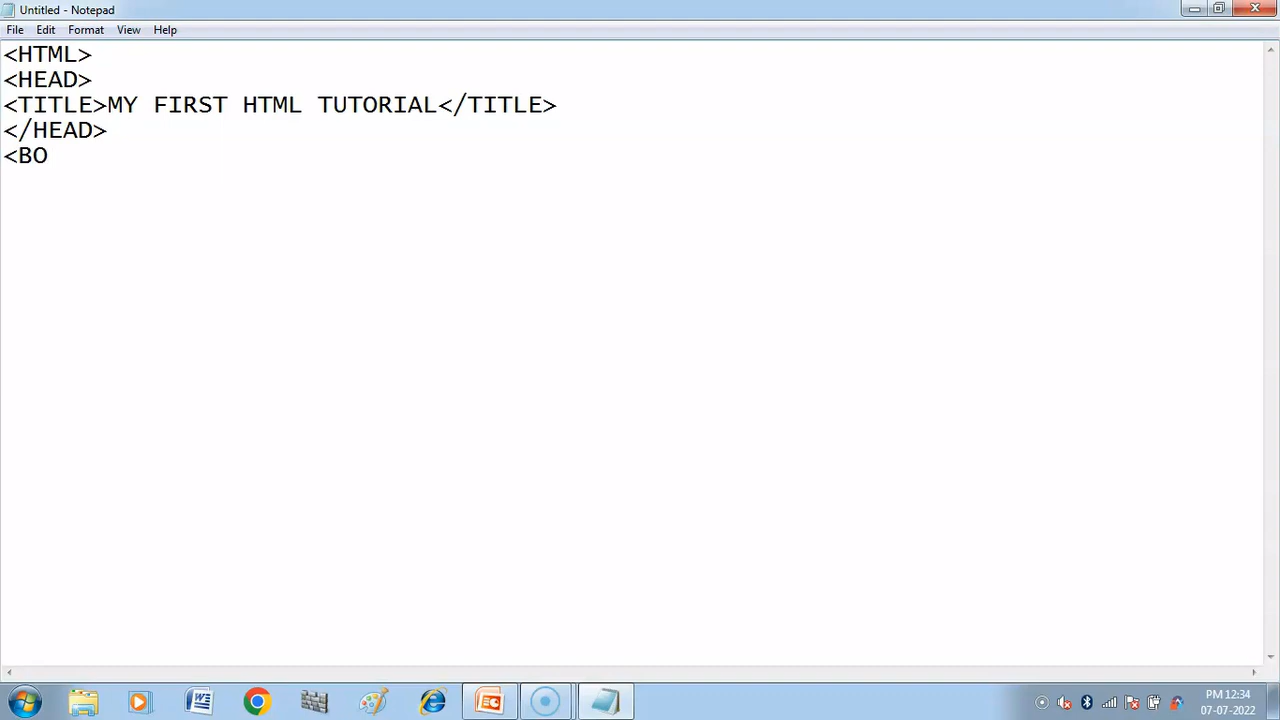 Untitled - Notepad
File Edit Format View Help
<HTML>
<HEAD>
<TITLE>MY FIRST HTML TUTORIAL</TITLE>
</HEAD>
<BO
PM 12:34
07-07-2022